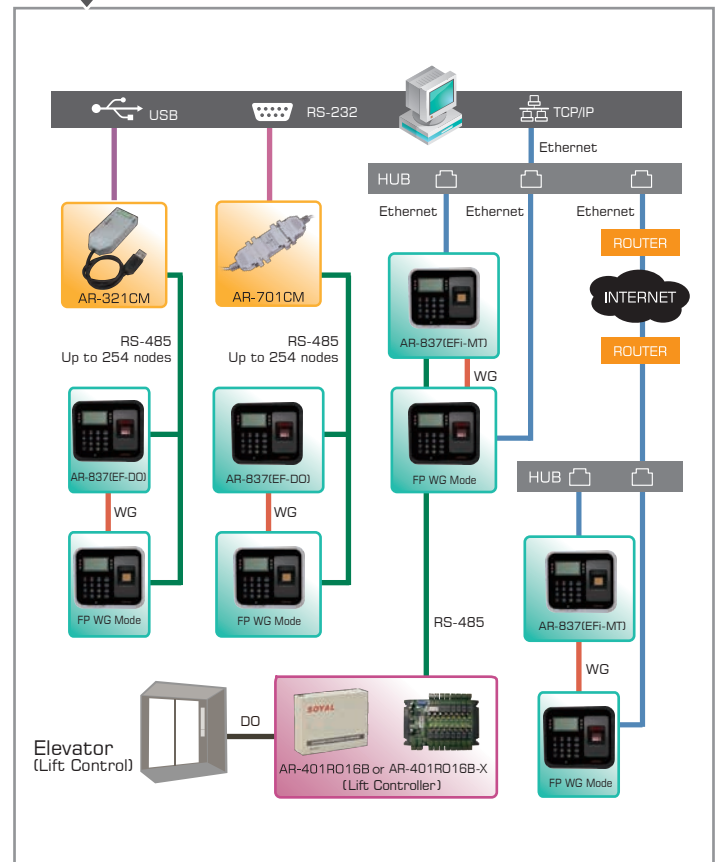 USB
RS-232
TCP/IP
Ethernet
HUB
Ethernet
Ethernet
Ethernet
ROUTER
INTERNET
ROUTER
AR-321CM
AR-701CM
RS-485
Up to 254 nodes
RS-485
Up to 254 nodes
AR-837(EFi-MT)
WG
FP WG Mode
AR-837(EF-DO)
WG
FP WG Mode
AR-837(EF-DO)
WG
FP WG Mode
HUB
AR-837(EFi-MT)
WG
FP WG Mode
RS-485
Elevator
(Lift Control)
DO
SOYAL
AR-401RO16B or AR-401RO16B-X
(Lift Controller)